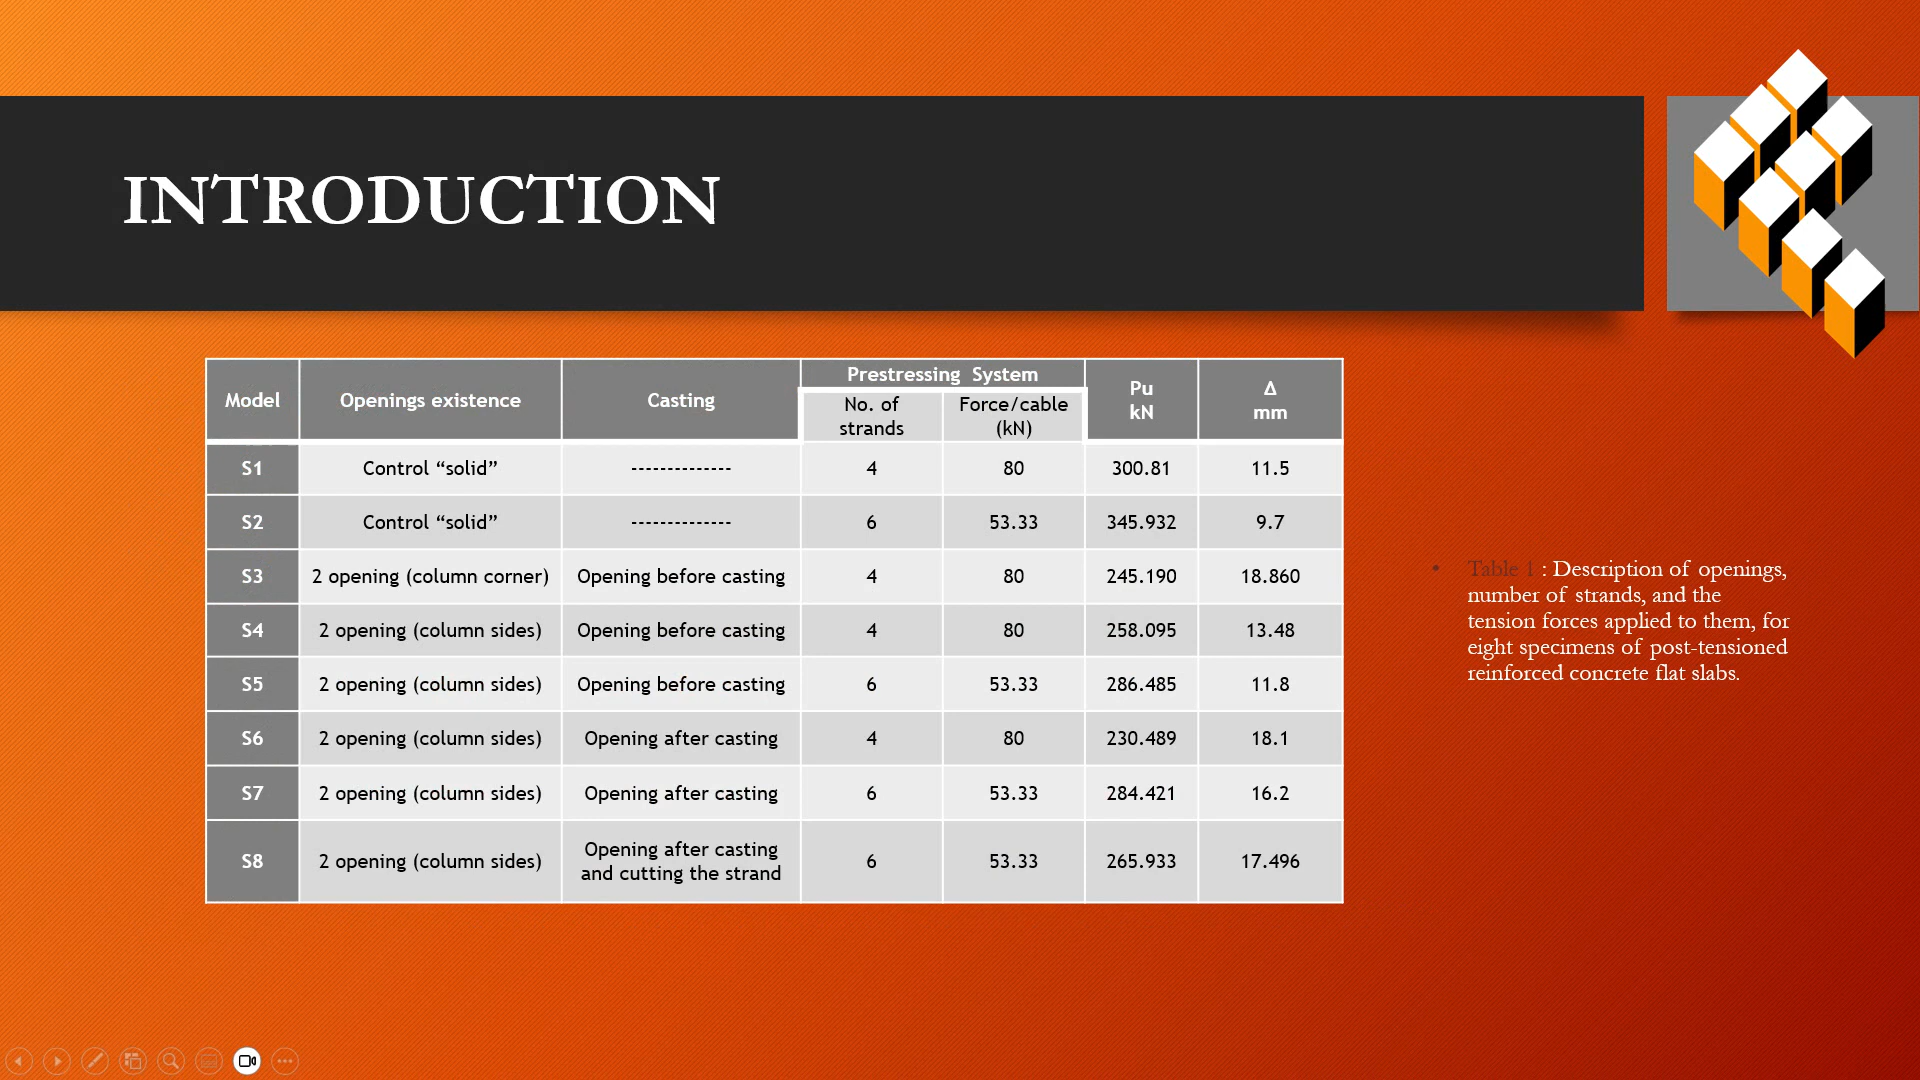 INTRODUCTION
Model Openings existence Casting Prestressing System Pu kN Δ mm
No. of strands Force/cable (kN)
S1 Control “solid” -------------- 4 80 300.81 11.5
S2 Control “solid” -------------- 6 53.33 345.932 9.7
S3 2 opening (column corner) Opening before casting 4 80 245.190 18.860
S4 2 opening (column sides) Opening before casting 4 80 258.095 13.48
S5 2 opening (column sides) Opening before casting 6 53.33 286.485 11.8
S6 2 opening (column sides) Opening after casting 4 80 230.489 18.1
S7 2 opening (column sides) Opening after casting 6 53.33 284.421 16.2
S8 2 opening (column sides) Opening after casting and cutting the strand 6 53.33 265.933 17.496
• Table 1 : Description of openings,
number of strands, and the
tension forces applied to them, for
eight specimens of post-tensioned
reinforced concrete flat slabs.